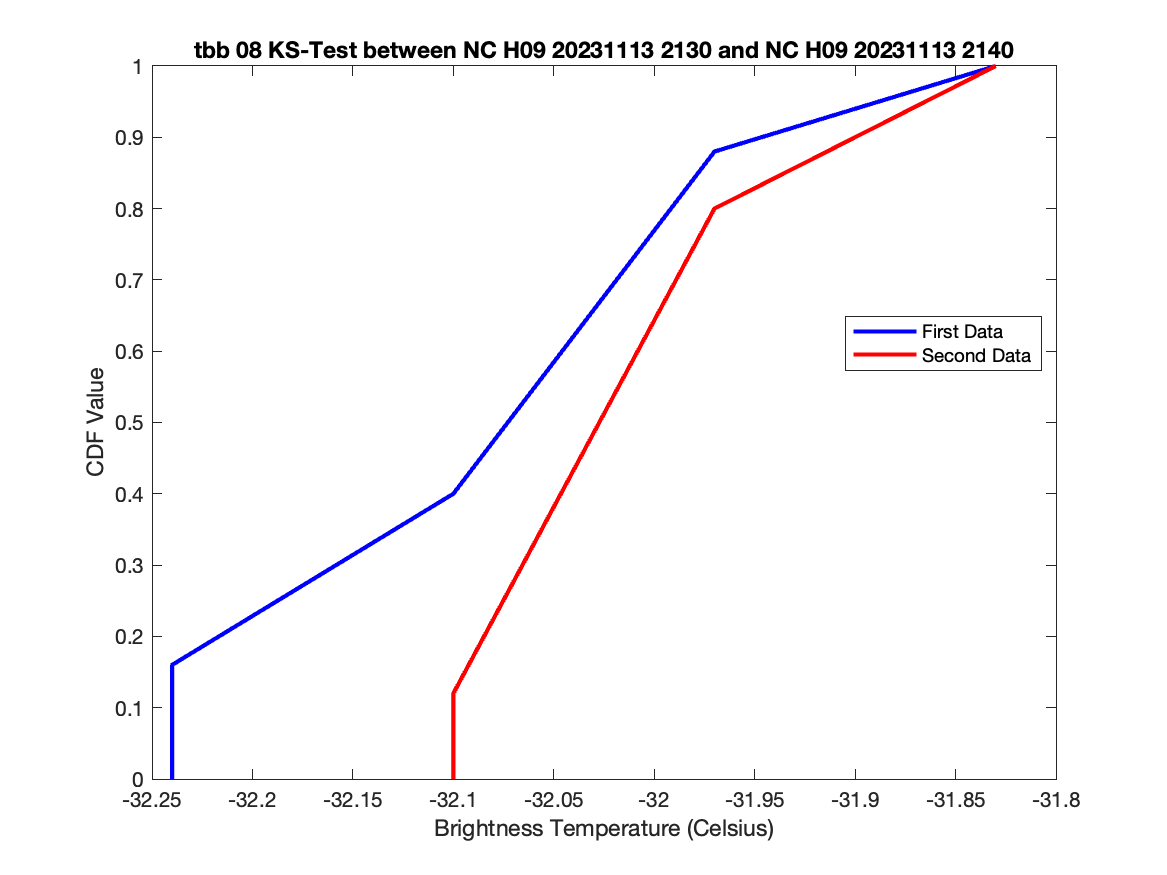 tbb 08 KS-Test between NC H09 20231113 2130 and NC H09 20231113 2140
1
0.9
0.8
0.7
0.6
0.5
0.4
0.3
0.2
0.1
0
CDF Value
First Data
Second Data
-32.25 -32.2 -32.15 -32.1 -32.05 -32 -31.95 -31.9 -31.85 -31.8
Brightness Temperature (Celsius)